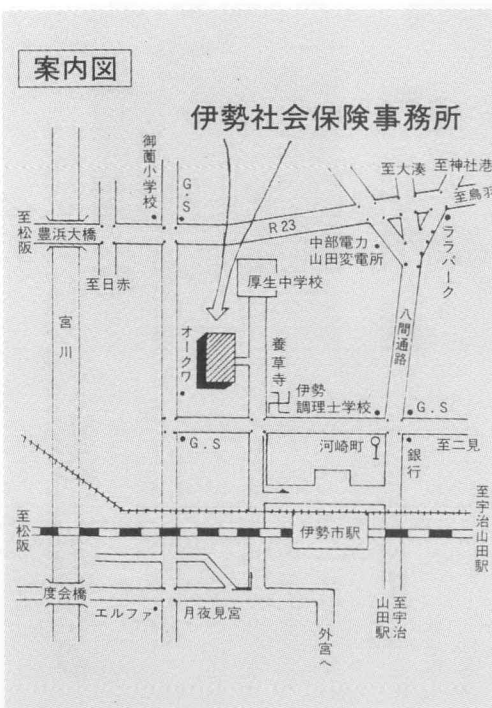 案内図
伊勢社会保険事務所
御薗小学校
G.S
至大湊
至神社港
至鳥羽
至松阪
豊浜大橋
R23
中部電力
山田変電所
ララパーク
至日赤
厚生中学校
宮川
オークワ
養草寺
八間通路
伊勢
調理士学校
G.S
G.S
河崎町
銀行
至二見
至宇治山田駅
至松阪
伊勢市駅
度会橋
エルファ
月夜見宮
外宮へ
至宇治
山田駅